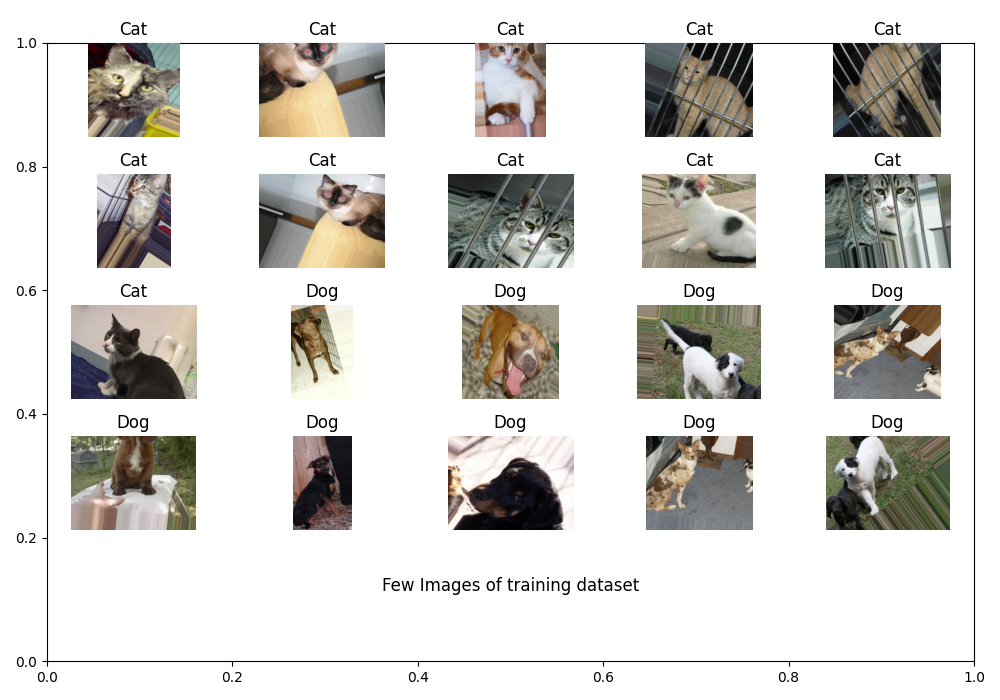 Cat Cat Cat Cat Cat
1.0
Cat Cat Cat Cat Cat
0.8
Cat Dog Dog Dog Dog
0.6
Dog Dog Dog Dog Dog
0.4
0.2
Few Images of training dataset
0.0
0.0 0.2 0.4 0.6 0.8 1.0